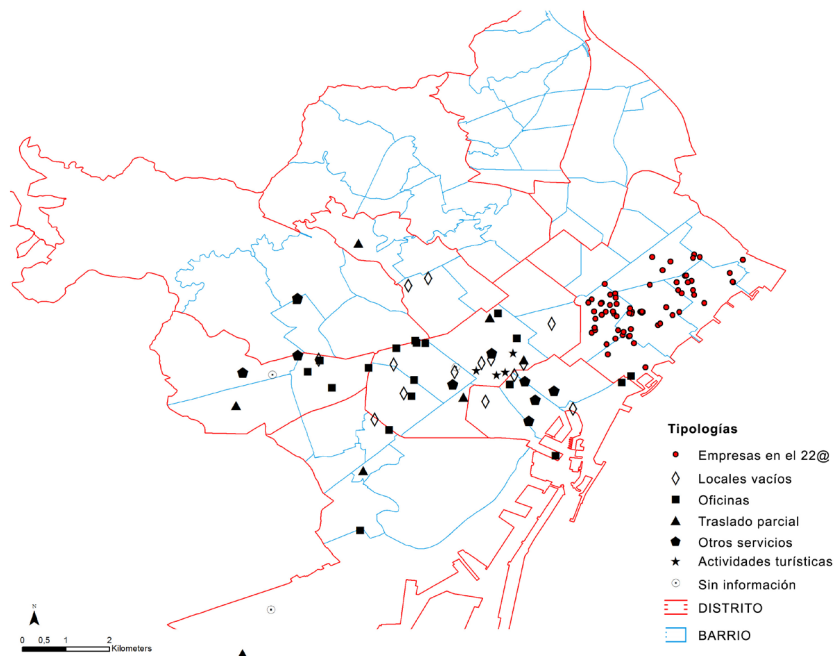 Tipologías
Empresas en el 22@
Locales vacíos
Oficinas
Traslado parcial
Otros servicios
Actividades turísticas
Sin información
DISTRITO
BARRIO
N
0 0,5 1 2
Kilometers